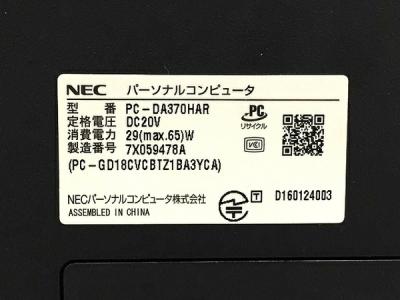 NEC パーソナルコンピュータ
型番 PC-DA370HAR
定格電圧 DC20V
消費電力 29(max.65)W
製造番号 7X059478A
(PC-GD18CVCBTZ1BA3YCA)
PC
リサイクル
VCCI
NECパーソナルコンピュータ株式会社
ASSEMBLED IN CHINA
T D160124003